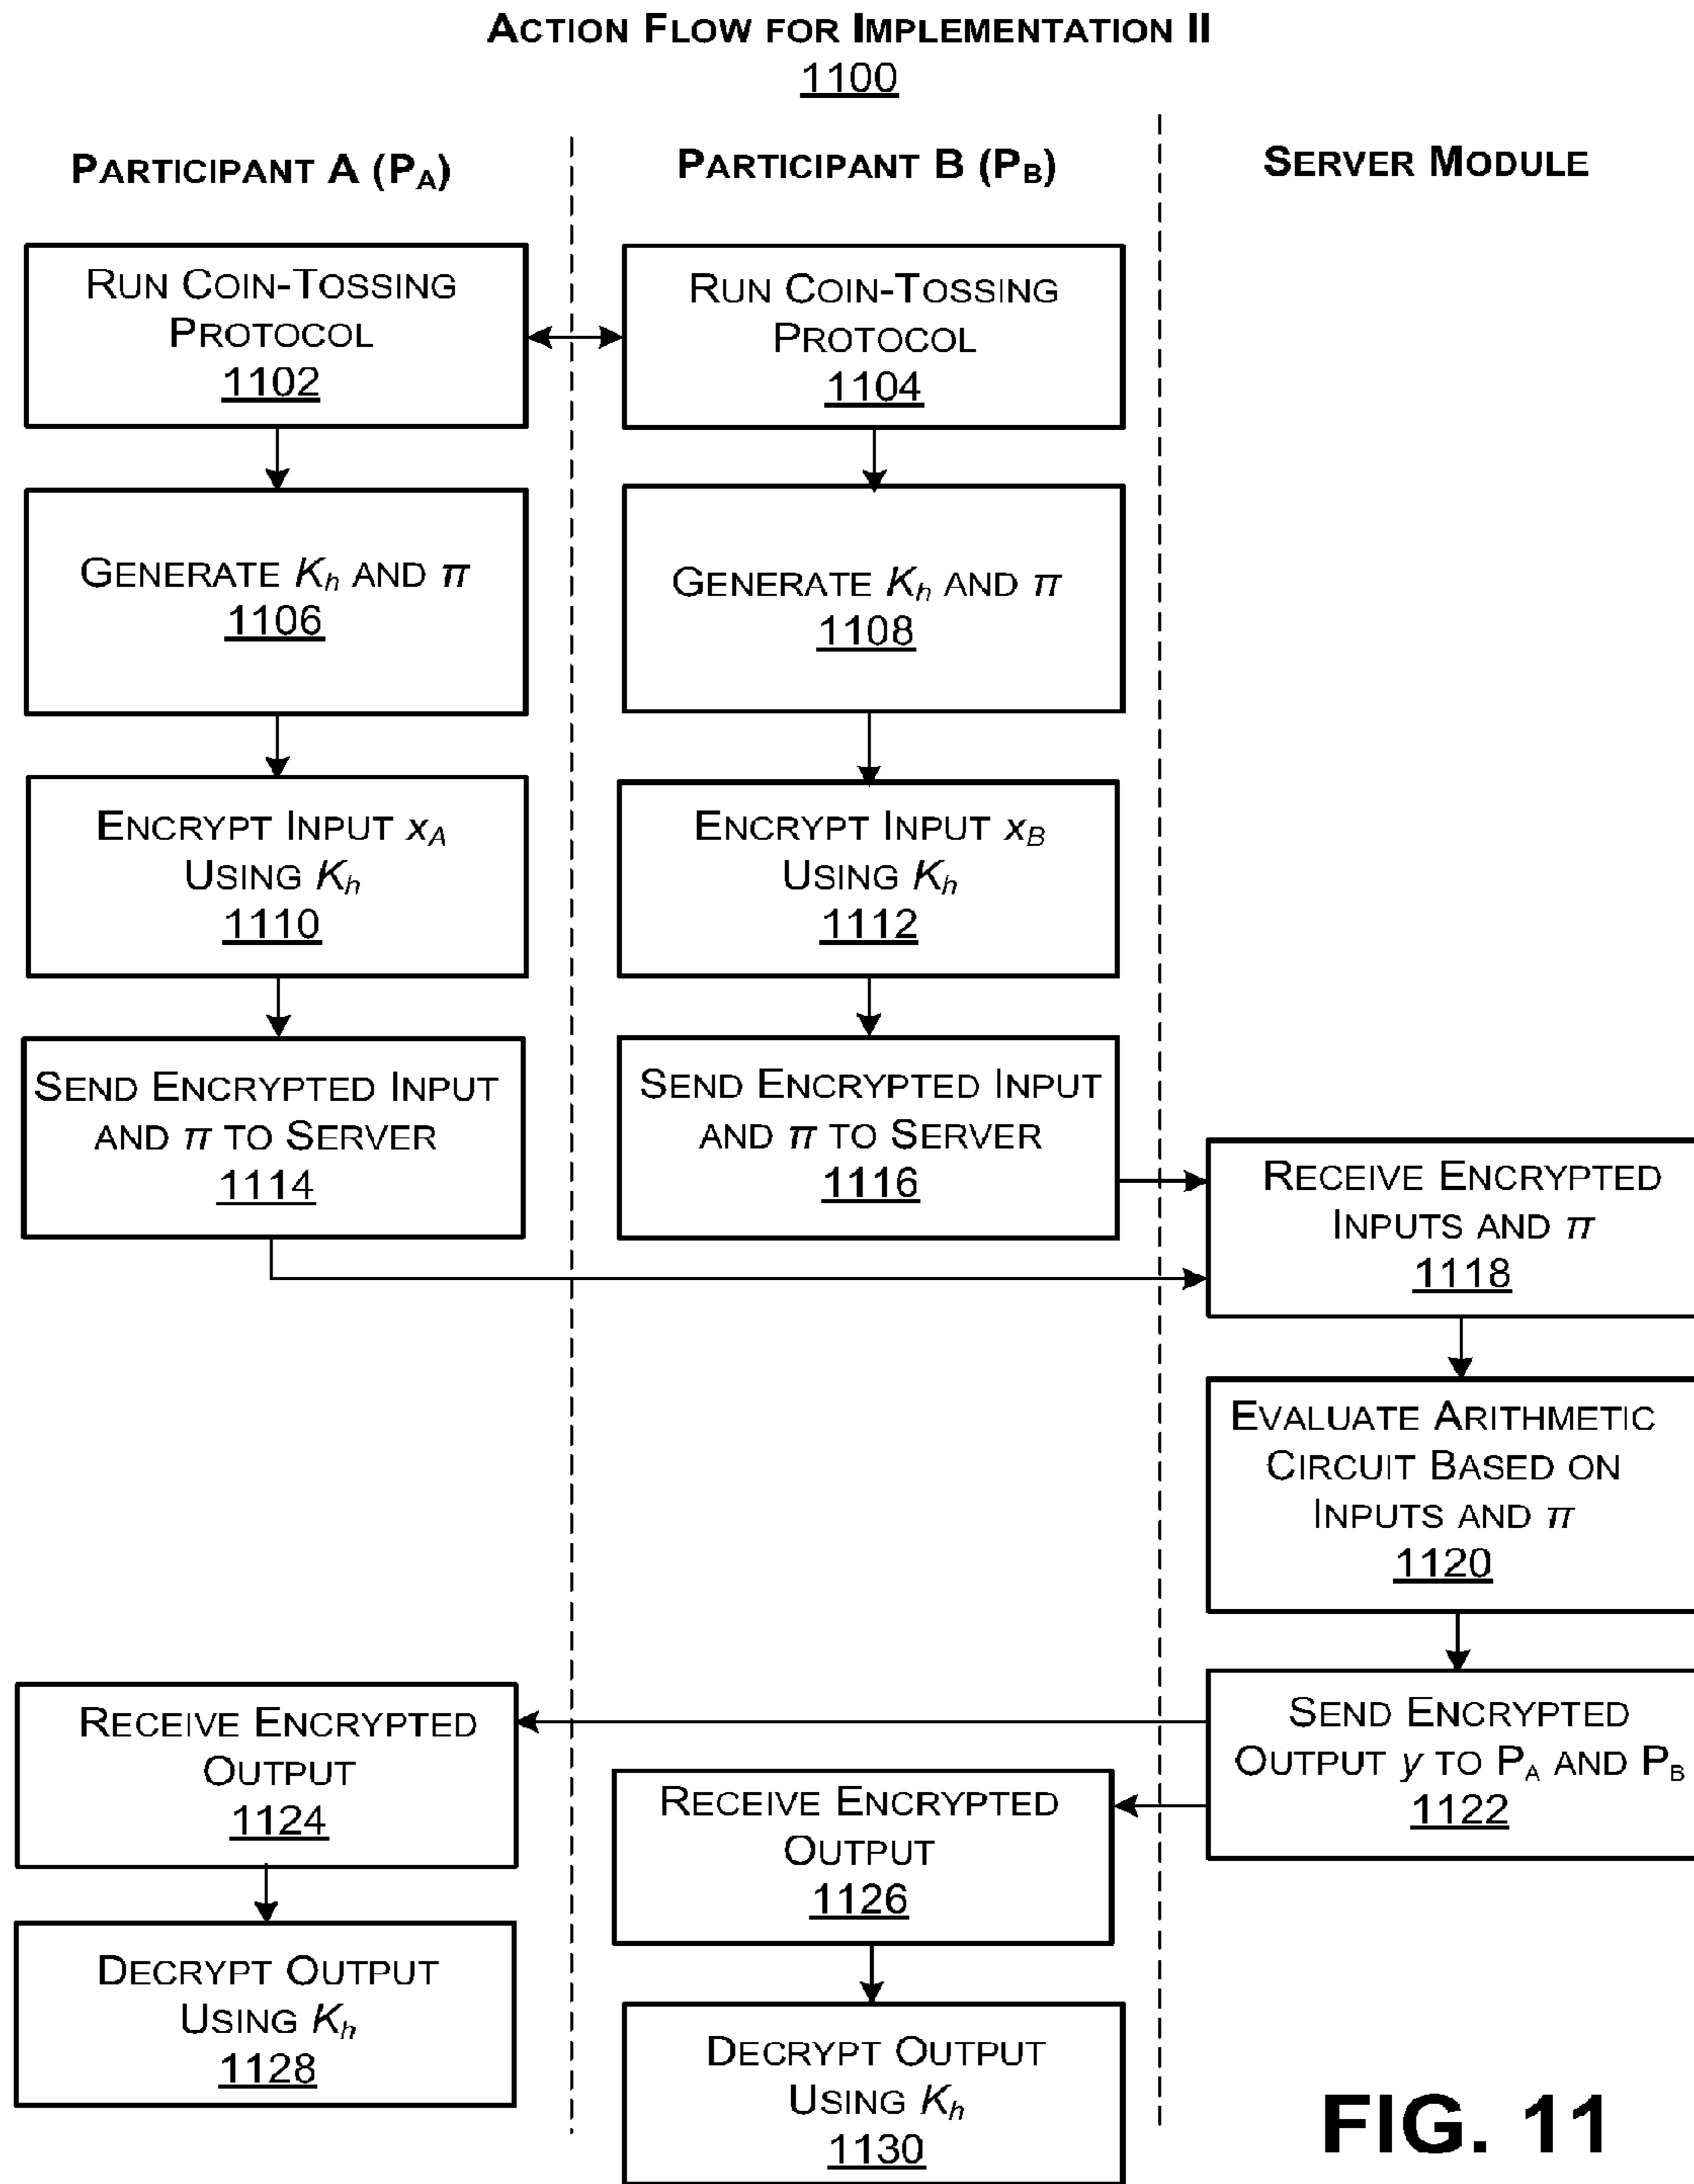 ACTION FLOW FOR IMPLEMENTATION II
1100
PARTICIPANT A (PA)
PARTICIPANT B (PB)
SERVER MODULE
RUN COIN-TOSSING
PROTOCOL
1102
RUN COIN-TOSSING
PROTOCOL
1104
GENERATE Kh AND π
1106
GENERATE Kh AND π
1108
ENCRYPT INPUT xA
USING Kh
1110
ENCRYPT INPUT xB
USING Kh
1112
SEND ENCRYPTED INPUT
AND π TO SERVER
1114
SEND ENCRYPTED INPUT
AND π TO SERVER
1116
RECEIVE ENCRYPTED
INPUTS AND π
1118
EVALUATE ARITHMETIC
CIRCUIT BASED ON
INPUTS AND π
1120
SEND ENCRYPTED
OUTPUT y TO PA AND PB
1122
RECEIVE ENCRYPTED
OUTPUT
1124
RECEIVE ENCRYPTED
OUTPUT
1126
DECRYPT OUTPUT
USING Kh
1128
DECRYPT OUTPUT
USING Kh
1130
FIG. 11